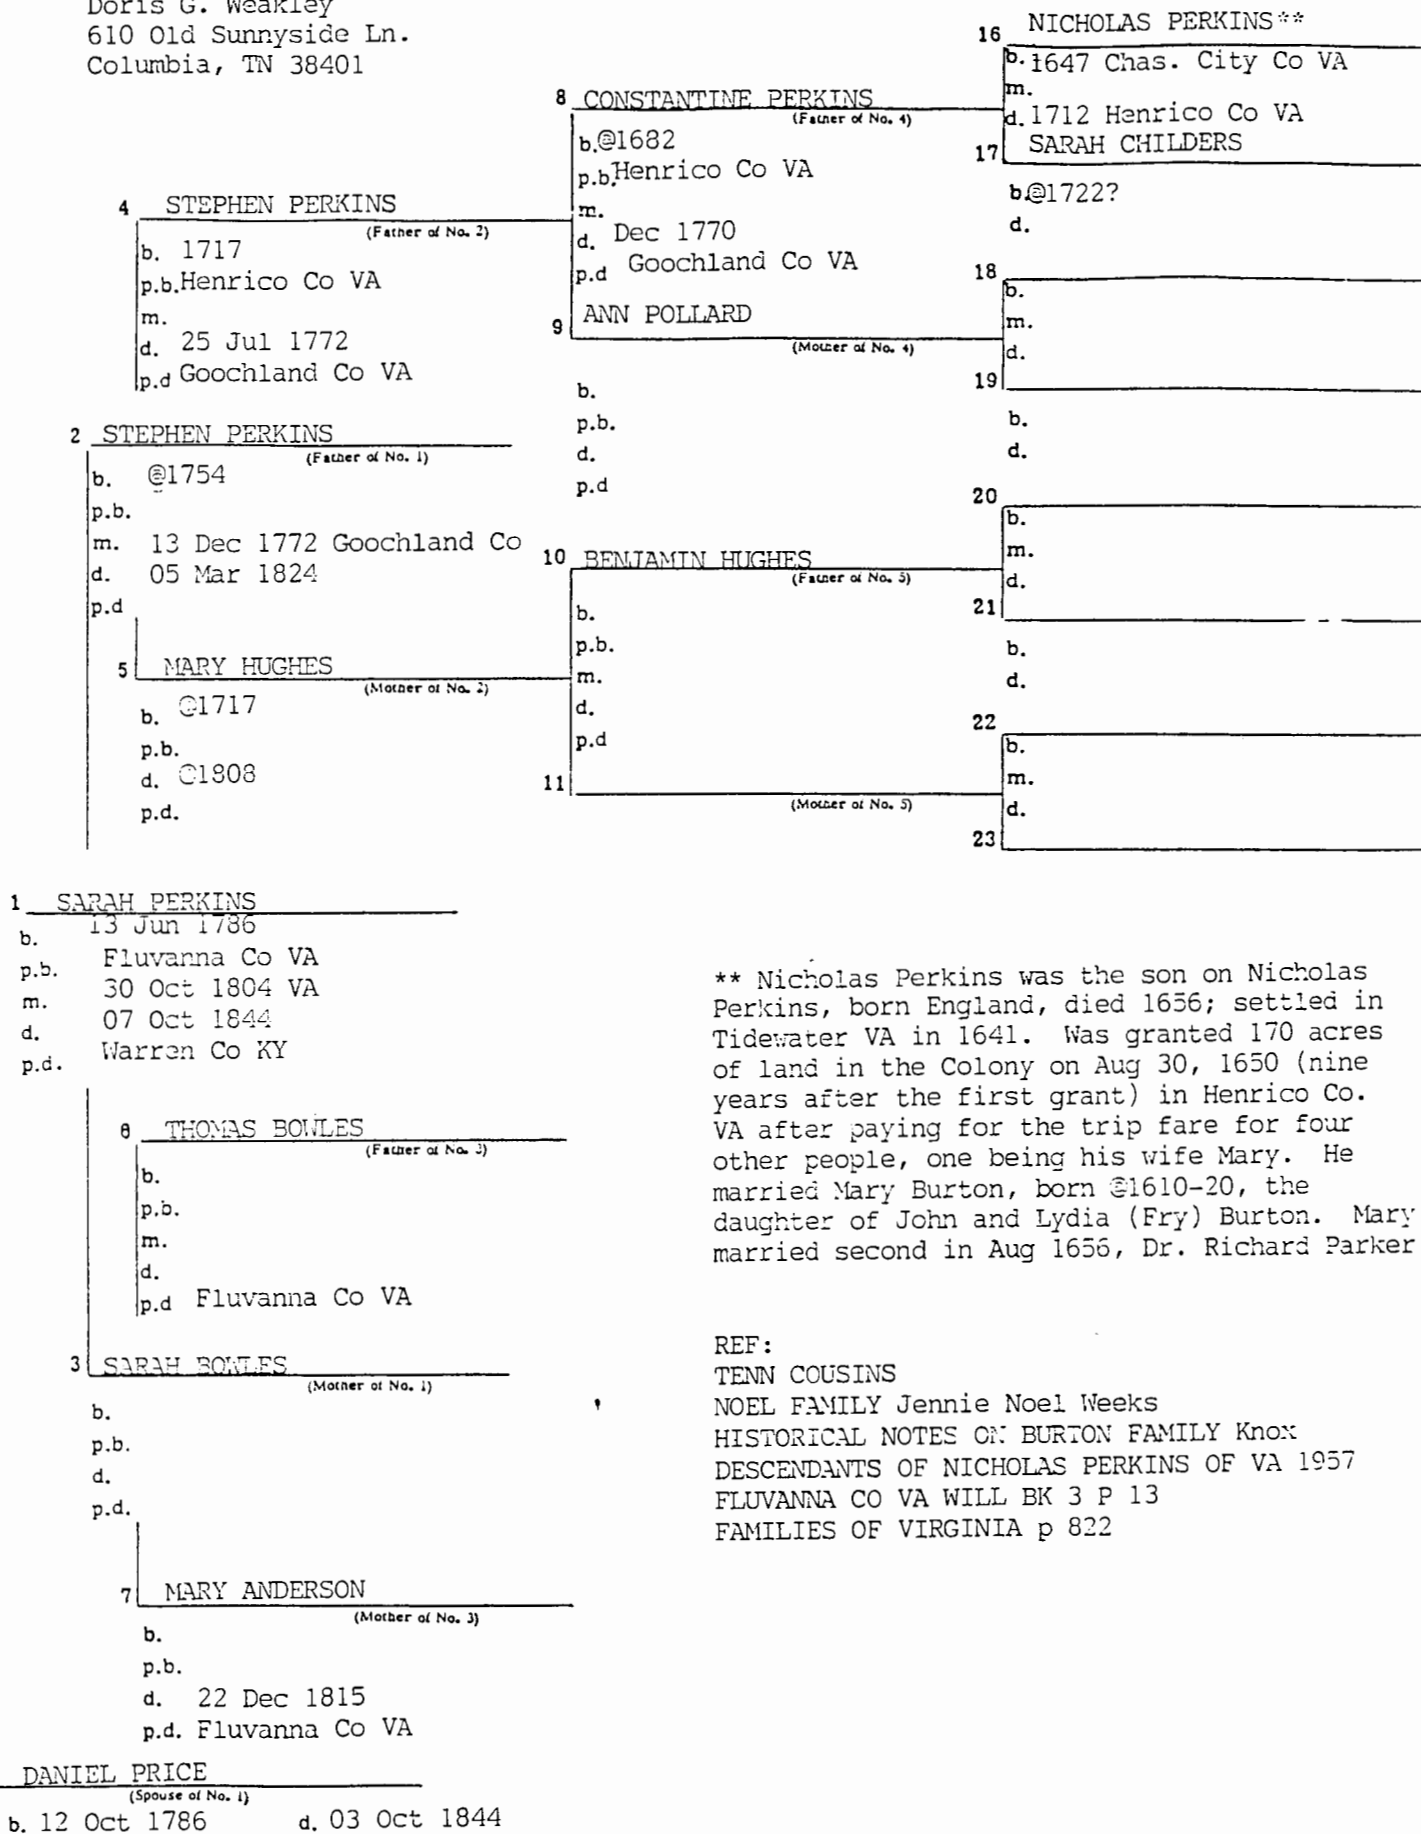 Doris G. Weakley
610 Old Sunnyside Ln.
Columbia, TN 38401
16 NICHOLAS PERKINS**
b. 1647 Chas. City Co VA
m.
d. 1712 Henrico Co VA
17 SARAH CHILDERS
b. @1722?
d.
8 CONSTANTINE PERKINS
(Father of No. 4)
b. @1682
p.b. Henrico Co VA
m.
d. Dec 1770
p.d Goochland Co VA
9 ANN POLLARD
(Mother of No. 4)
b.
p.b.
d.
p.d
4 STEPHEN PERKINS
(Father of No. 2)
b. 1717
p.b. Henrico Co VA
m.
d. 25 Jul 1772
p.d Goochland Co VA
18
b.
m.
d.
19
b.
d.
2 STEPHEN PERKINS
(Father of No. 1)
b. @1754
p.b.
m. 13 Dec 1772 Goochland Co
d. 05 Mar 1824
p.d
20
b.
m.
d.
21
b.
d.
10 BENJAMIN HUGHES
(Father of No. 5)
b.
p.b.
m.
d.
p.d
11
(Mother of No. 5)
5 MARY HUGHES
(Mother of No. 2)
b. @1717
p.b.
d. @1808
p.d.
22
b.
m.
d.
23
1 SARAH PERKINS
b. 13 Jun 1786
p.b. Fluvanna Co VA
m. 30 Oct 1804 VA
d. 07 Oct 1844
p.d. Warren Co KY
** Nicholas Perkins was the son on Nicholas
Perkins, born England, died 1656; settled in
Tidewater VA in 1641. Was granted 170 acres
of land in the Colony on Aug 30, 1650 (nine
years after the first grant) in Henrico Co.
VA after paying for the trip fare for four
other people, one being his wife Mary. He
married Mary Burton, born @1610-20, the
daughter of John and Lydia (Fry) Burton. Mary
married second in Aug 1656, Dr. Richard Parker
6 THOMAS BOWLES
(Father of No. 3)
b.
p.b.
m.
d.
p.d Fluvanna Co VA
3 SARAH BOWLES
(Mother of No. 1)
b.
p.b.
d.
p.d.
REF:
TENN COUSINS
NOEL FAMILY Jennie Noel Weeks
HISTORICAL NOTES ON BURTON FAMILY Knox
DESCENDANTS OF NICHOLAS PERKINS OF VA 1957
FLUVANNA CO VA WILL BK 3 P 13
FAMILIES OF VIRGINIA p 822
7 MARY ANDERSON
(Mother of No. 3)
b.
p.b.
d. 22 Dec 1815
p.d. Fluvanna Co VA
DANIEL PRICE
(Spouse of No. 1)
b. 12 Oct 1786 d. 03 Oct 1844